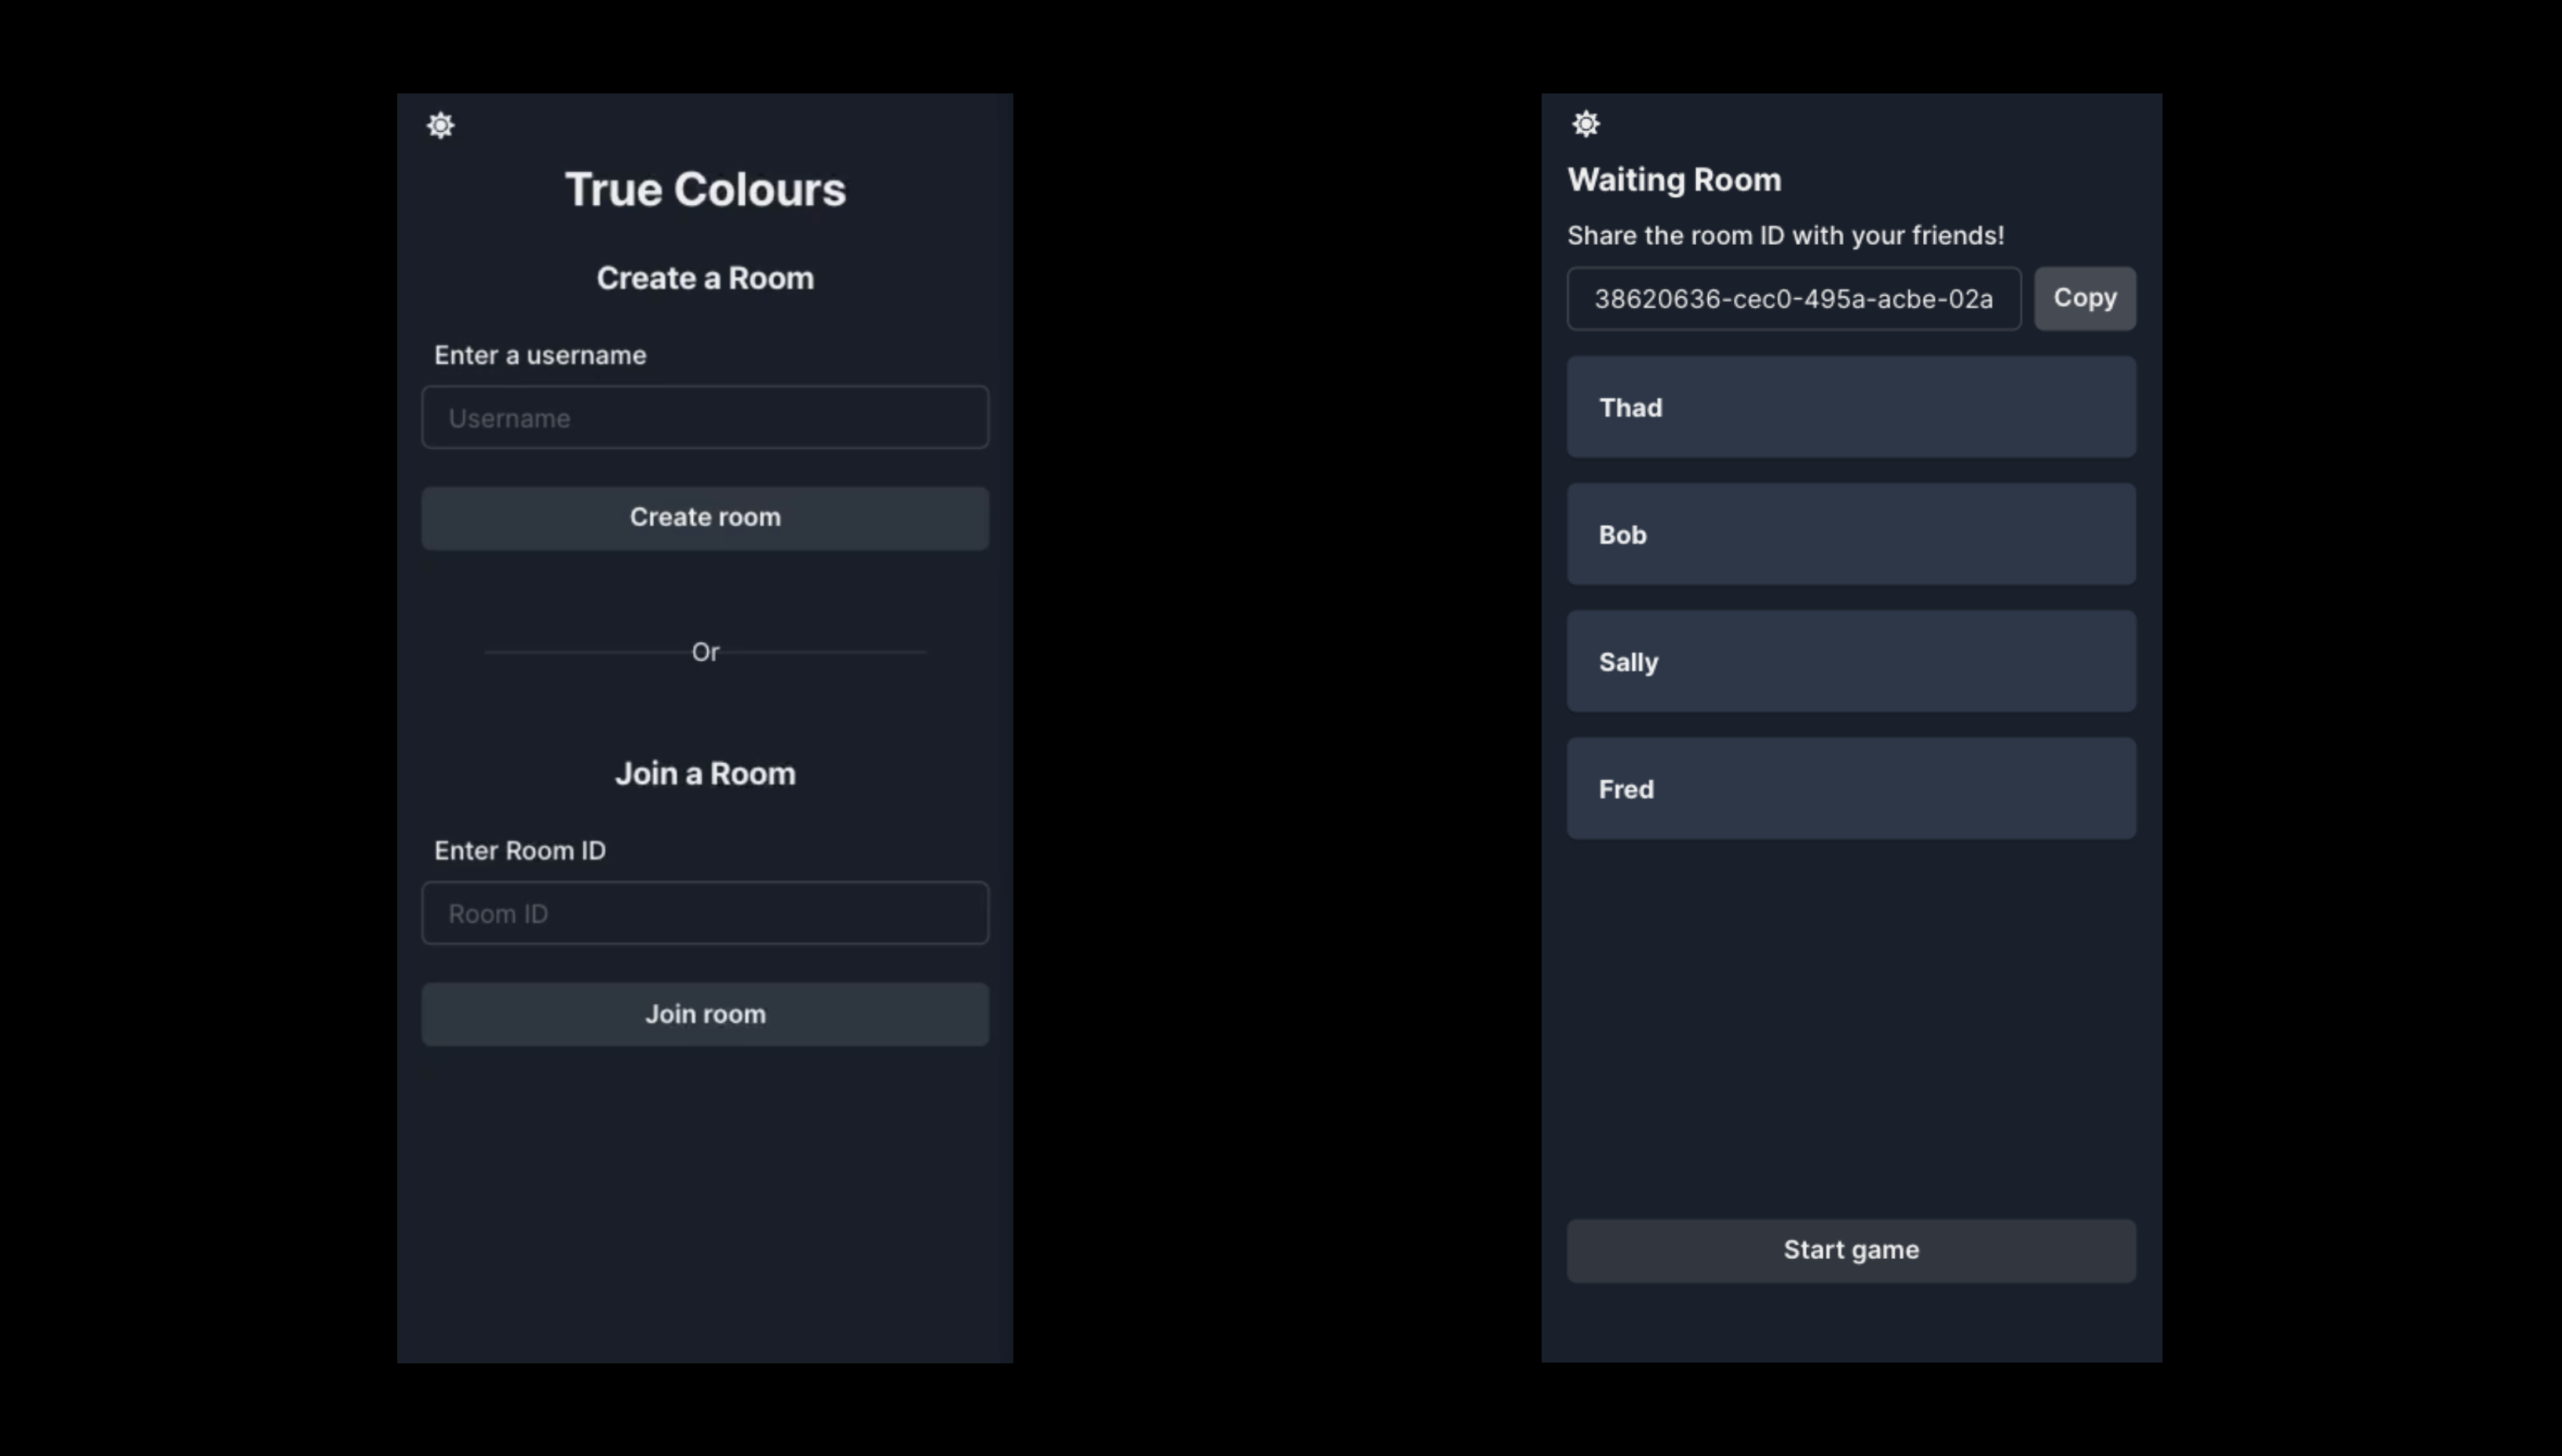 True Colours
Create a Room
Enter a username
Username
Create room
Or
Join a Room
Enter Room ID
Room ID
Join room
Waiting Room
Share the room ID with your friends!
38620636-cec0-495a-acbe-02a
Copy
Thad
Bob
Sally
Fred
Start game